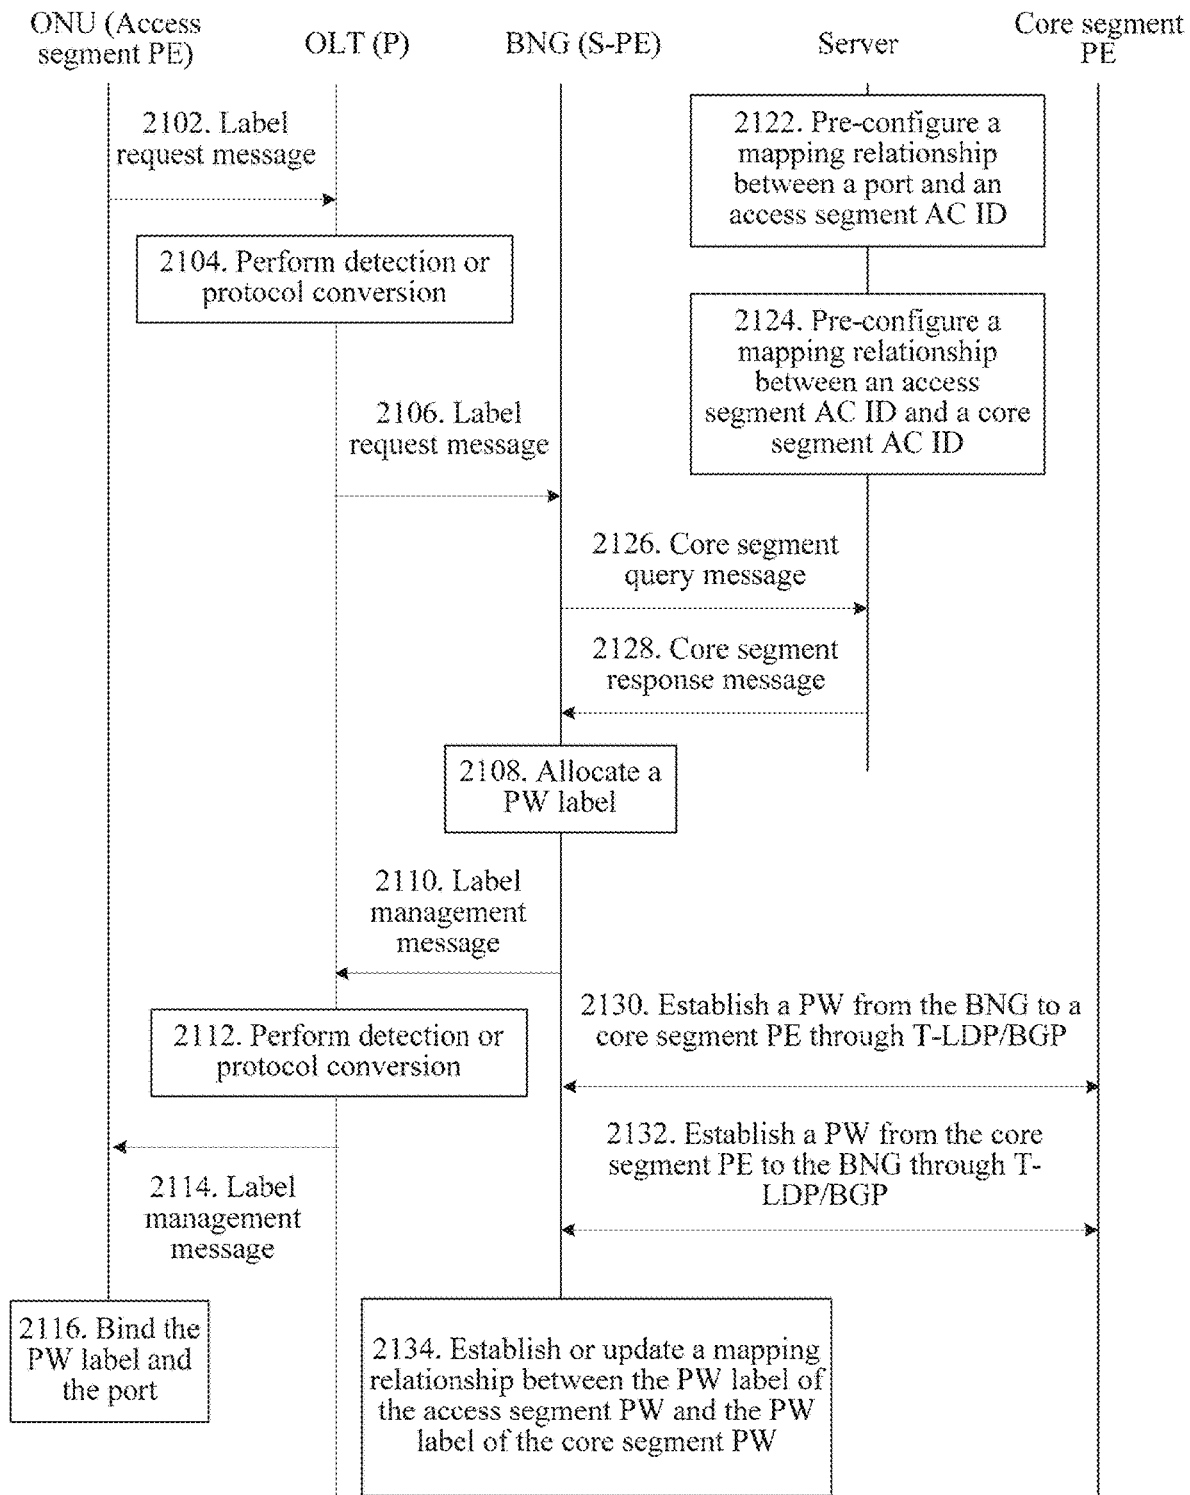 ONU (Access
segment PE)
OLT (P)
BNG (S-PE)
Server
Core segment
PE
2102. Label
request message
2122. Pre-configure a
mapping relationship
between a port and an
access segment AC ID
2104. Perform detection or
protocol conversion
2124. Pre-configure a
mapping relationship
between an access
segment AC ID and a core
segment AC ID
2106. Label
request message
2126. Core segment
query message
2128. Core segment
response message
2108. Allocate a
PW label
2110. Label
management
message
2130. Establish a PW from the BNG to a
core segment PE through T-LDP/BGP
2112. Perform detection or
protocol conversion
2132. Establish a PW from the core
segment PE to the BNG through T-
LDP/BGP
2114. Label
management
message
2116. Bind the
PW label and
the port
2134. Establish or update a mapping
relationship between the PW label of
the access segment PW and the PW
label of the core segment PW